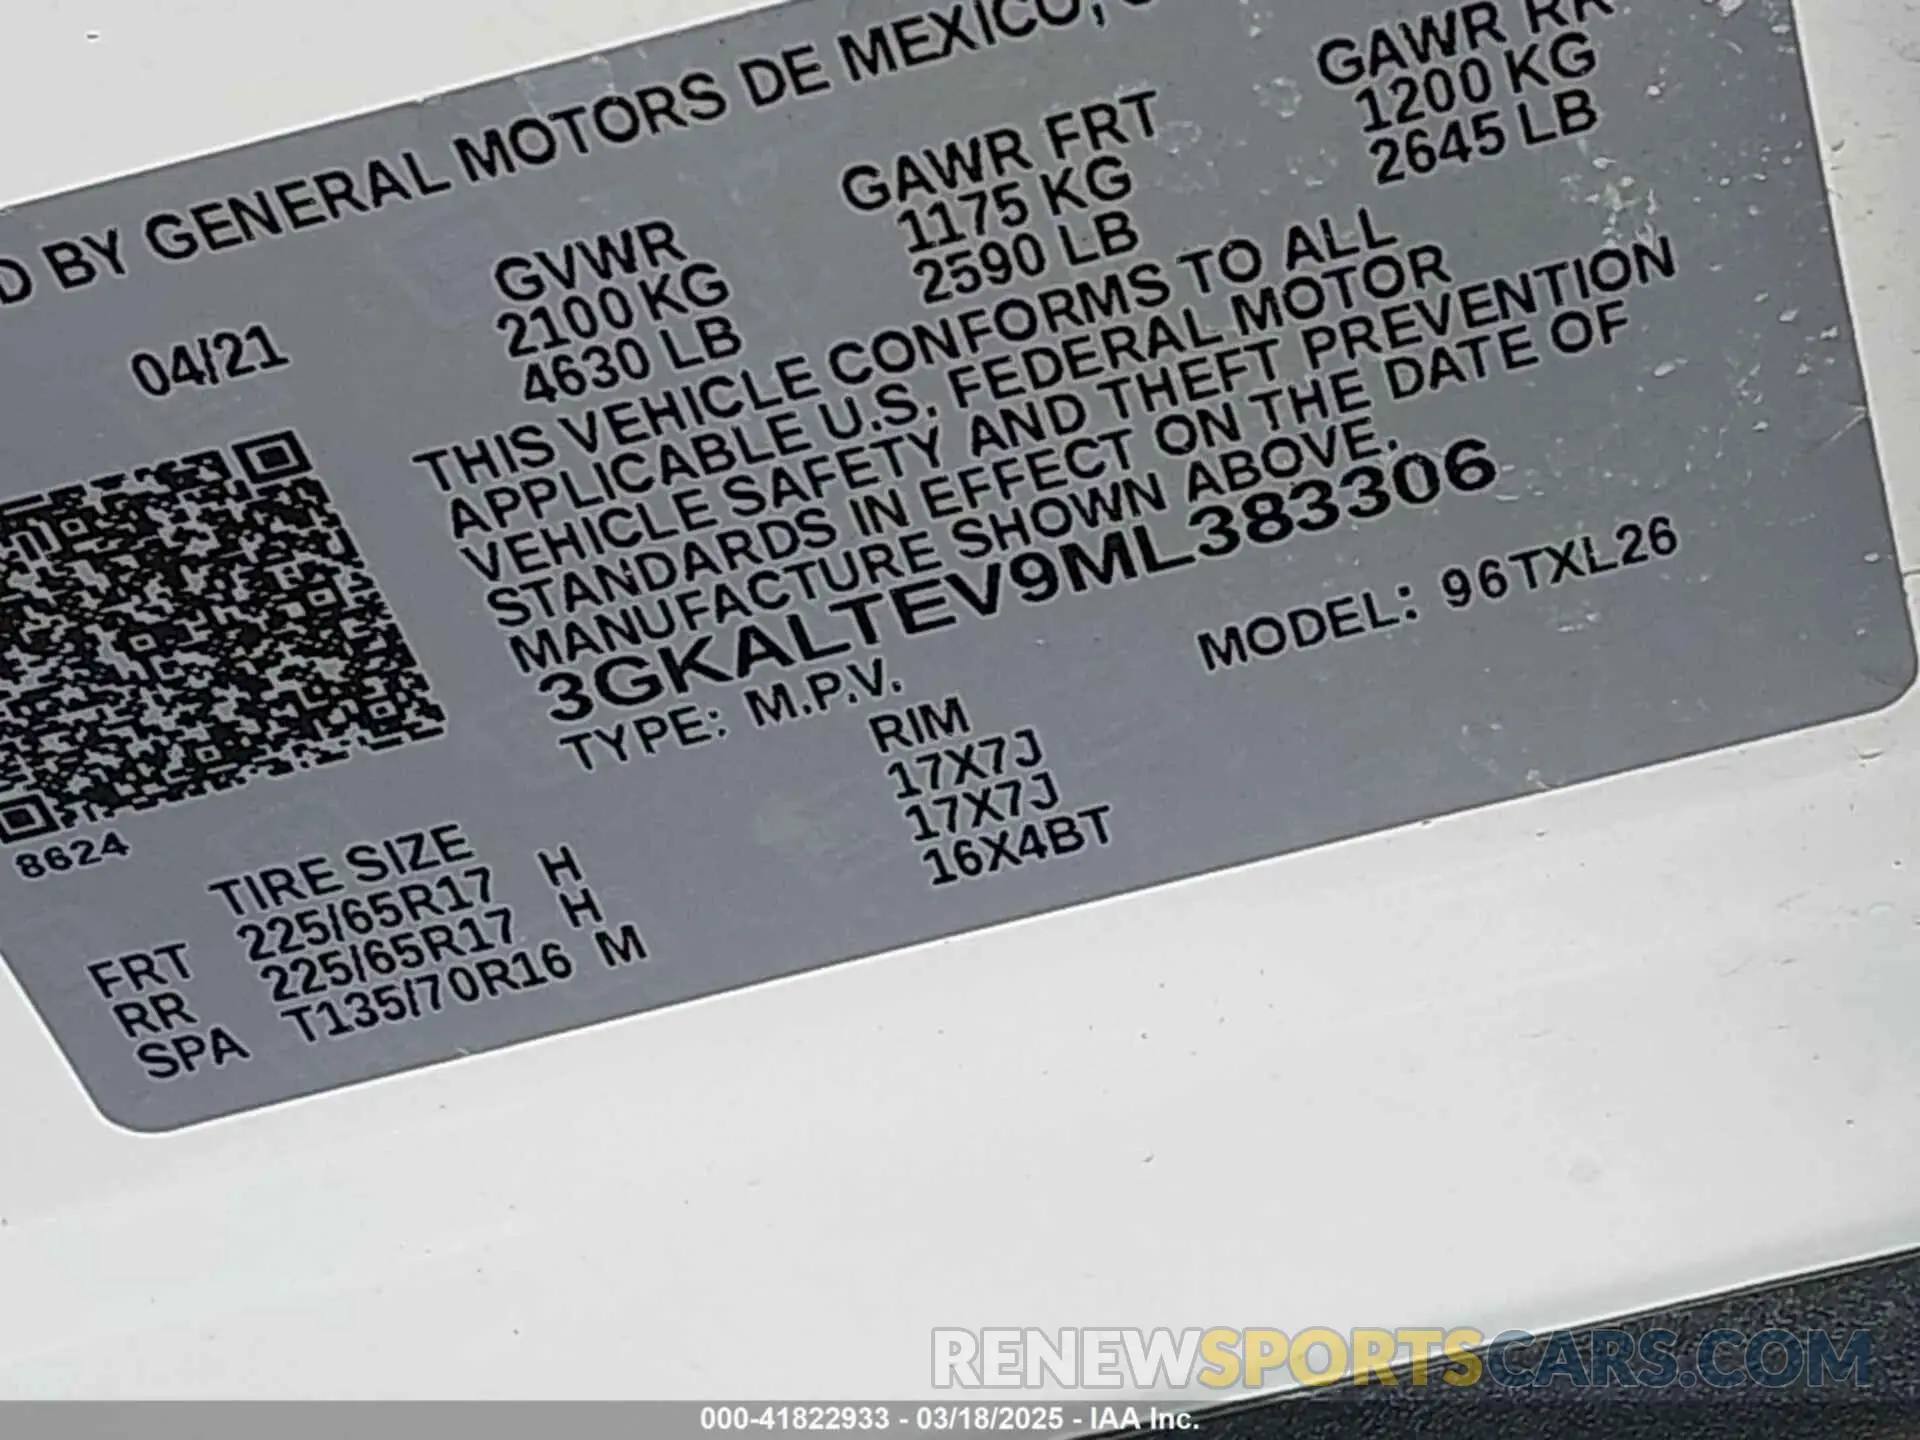 D BY GENERAL MOTORS DE MEXICO,
04/21
GVWR
2100 KG
4630 LB
GAWR FRT
1175 KG
2590 LB
GAWR RR
1200 KG
2645 LB
THIS VEHICLE CONFORMS TO ALL
APPLICABLE U.S. FEDERAL MOTOR
VEHICLE SAFETY AND THEFT PREVENTION
STANDARDS IN EFFECT ON THE DATE OF
MANUFACTURE SHOWN ABOVE.
3GKALTEV9ML383306
TYPE: M.P.V.
MODEL: 96TXL26
8624
TIRE SIZE
RIM
FRT 225/65R17 H 17X7J
RR 225/65R17 H 17X7J
SPA T135/70R16 M 16X4BT
RENEWSPORTSCARS.COM
000-41822933 - 03/18/2025 - IAA Inc.